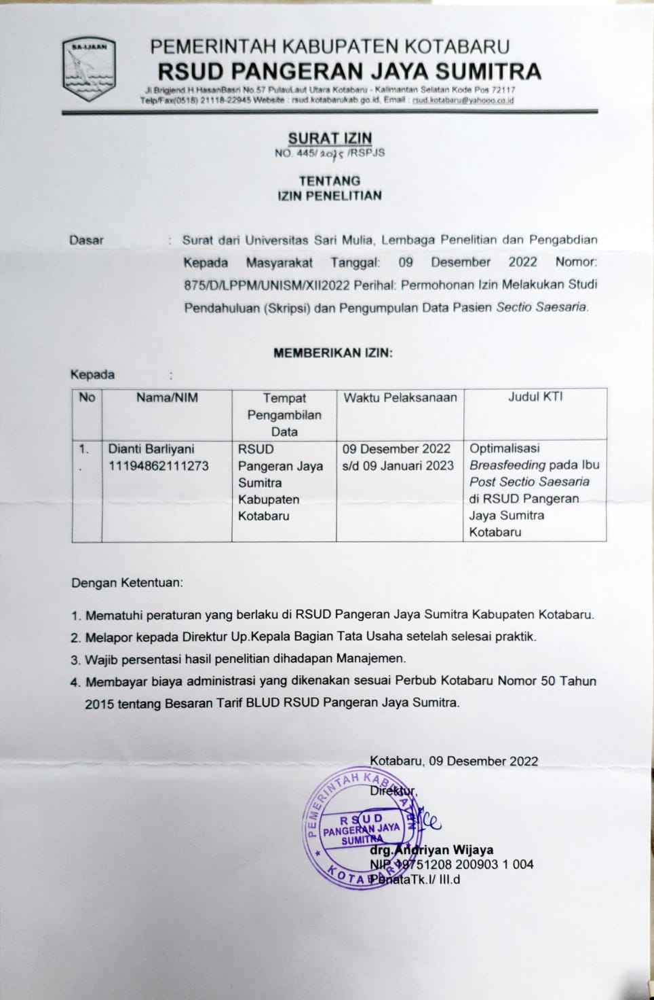 SA-IJAAN
PEMERINTAH KABUPATEN KOTABARU
RSUD PANGERAN JAYA SUMITRA
Jl.Brigjend.H.HasanBasri No.57 PulauLaut Utara Kotabaru - Kalimantan Selatan Kode Pos 72117
Telp/Fax(0518) 21118-22945 Website : rsud.kotabarukab.go.id, Email : rsud.kotabaru@yahooo.co.id
SURAT IZIN
NO. 445/ /RSPJS
TENTANG
IZIN PENELITIAN
Dasar : Surat dari Universitas Sari Mulia, Lembaga Penelitian dan Pengabdian
Kepada Masyarakat Tanggal: 09 Desember 2022 Nomor:
875/D/LPPM/UNISM/XII2022 Perihal: Permohonan Izin Melakukan Studi
Pendahuluan (Skripsi) dan Pengumpulan Data Pasien Sectio Saesaria.
MEMBERIKAN IZIN:
Kepada :
No Nama/NIM Tempat Pengambilan Data Waktu Pelaksanaan Judul KTI
1. . Dianti Barliyani 11194862111273 RSUD Pangeran Jaya Sumitra Kabupaten Kotabaru 09 Desember 2022 s/d 09 Januari 2023 Optimalisasi Breasfeeding pada Ibu Post Sectio Saesaria di RSUD Pangeran Jaya Sumitra Kotabaru
Dengan Ketentuan:
1. Mematuhi peraturan yang berlaku di RSUD Pangeran Jaya Sumitra Kabupaten Kotabaru.
2. Melapor kepada Direktur Up.Kepala Bagian Tata Usaha setelah selesai praktik.
3. Wajib persentasi hasil penelitian dihadapan Manajemen.
4. Membayar biaya administrasi yang dikenakan sesuai Perbub Kotabaru Nomor 50 Tahun
2015 tentang Besaran Tarif BLUD RSUD Pangeran Jaya Sumitra.
Kotabaru, 09 Desember 2022
Direktur,
PEMERINTAH KABUPATEN
RSUD
PANGERAN JAYA
SUMITRA
KOTABARU
drg.Andriyan Wijaya
NIP 19751208 200903 1 004
PenataTk.I/ III.d